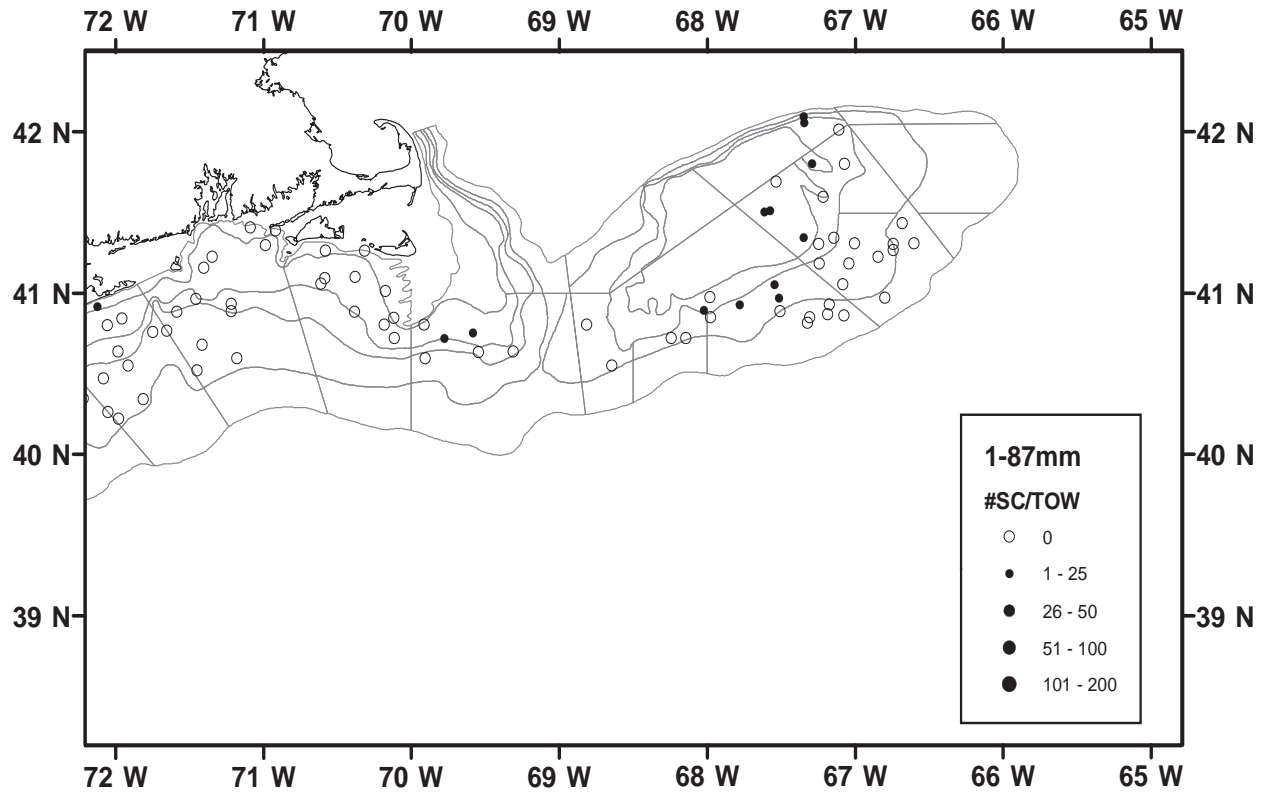 72 W 71 W 70 W 69 W 68 W 67 W 66 W 65 W
42 N 42 N
41 N 41 N
40 N 40 N
1-87mm
#SC/TOW
0
1 - 25
26 - 50
51 - 100
101 - 200
39 N 39 N
72 W 71 W 70 W 69 W 68 W 67 W 66 W 65 W